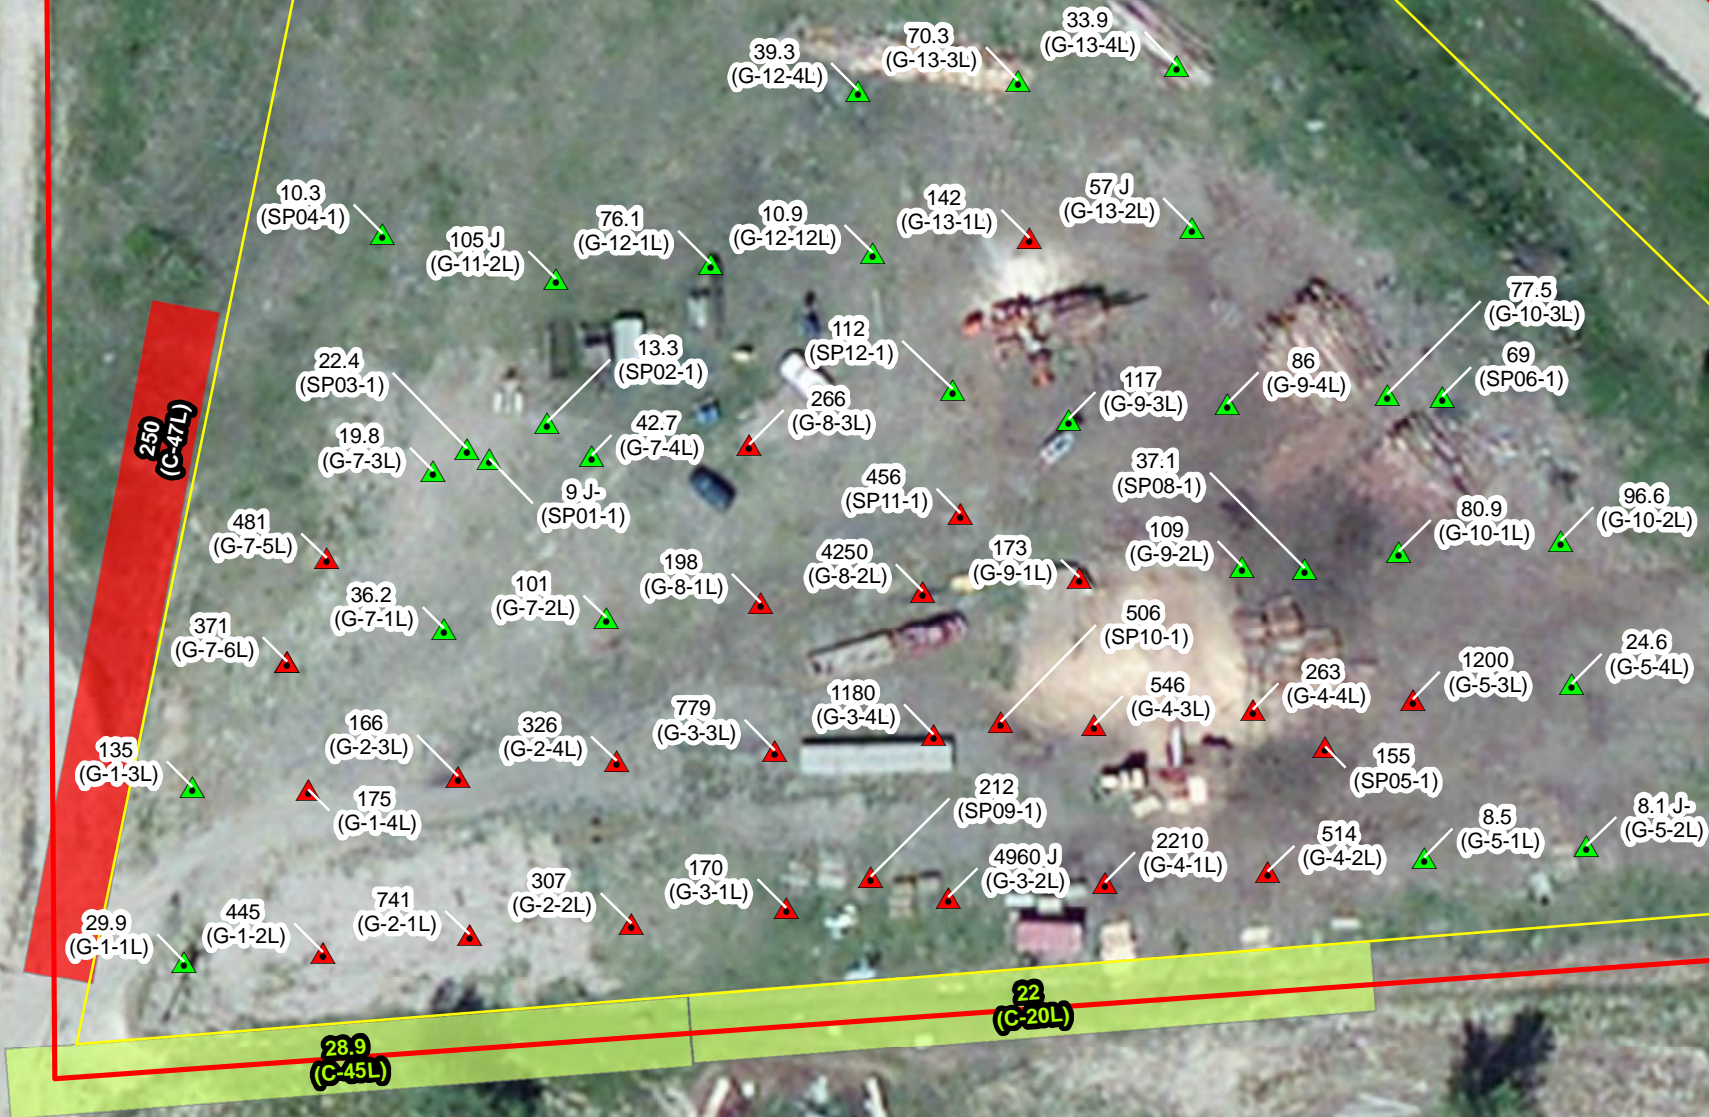 33.9
(G-13-4L)
70.3
(G-13-3L)
39.3
(G-12-4L)
10.3
(SP04-1)
105 J
(G-11-2L)
76.1
(G-12-1L)
10.9
(G-12-12L)
142
(G-13-1L)
57 J
(G-13-2L)
77.5
(G-10-3L)
22.4
(SP03-1)
13.3
(SP02-1)
112
(SP12-1)
117
(G-9-3L)
86
(G-9-4L)
69
(SP06-1)
250
(C-47L)
19.8
(G-7-3L)
42.7
(G-7-4L)
266
(G-8-3L)
9 J-
(SP01-1)
456
(SP11-1)
37.1
(SP08-1)
481
(G-7-5L)
198
(G-8-1L)
4250
(G-8-2L)
173
(G-9-1L)
109
(G-9-2L)
80.9
(G-10-1L)
96.6
(G-10-2L)
36.2
(G-7-1L)
101
(G-7-2L)
371
(G-7-6L)
506
(SP10-1)
24.6
(G-5-4L)
166
(G-2-3L)
326
(G-2-4L)
779
(G-3-3L)
1180
(G-3-4L)
546
(G-4-3L)
263
(G-4-4L)
1200
(G-5-3L)
135
(G-1-3L)
175
(G-1-4L)
155
(SP05-1)
212
(SP09-1)
29.9
(G-1-1L)
445
(G-1-2L)
741
(G-2-1L)
307
(G-2-2L)
170
(G-3-1L)
4960 J
(G-3-2L)
2210
(G-4-1L)
514
(G-4-2L)
8.5
(G-5-1L)
8.1 J-
(G-5-2L)
22
(C-20L)
28.9
(C-45L)